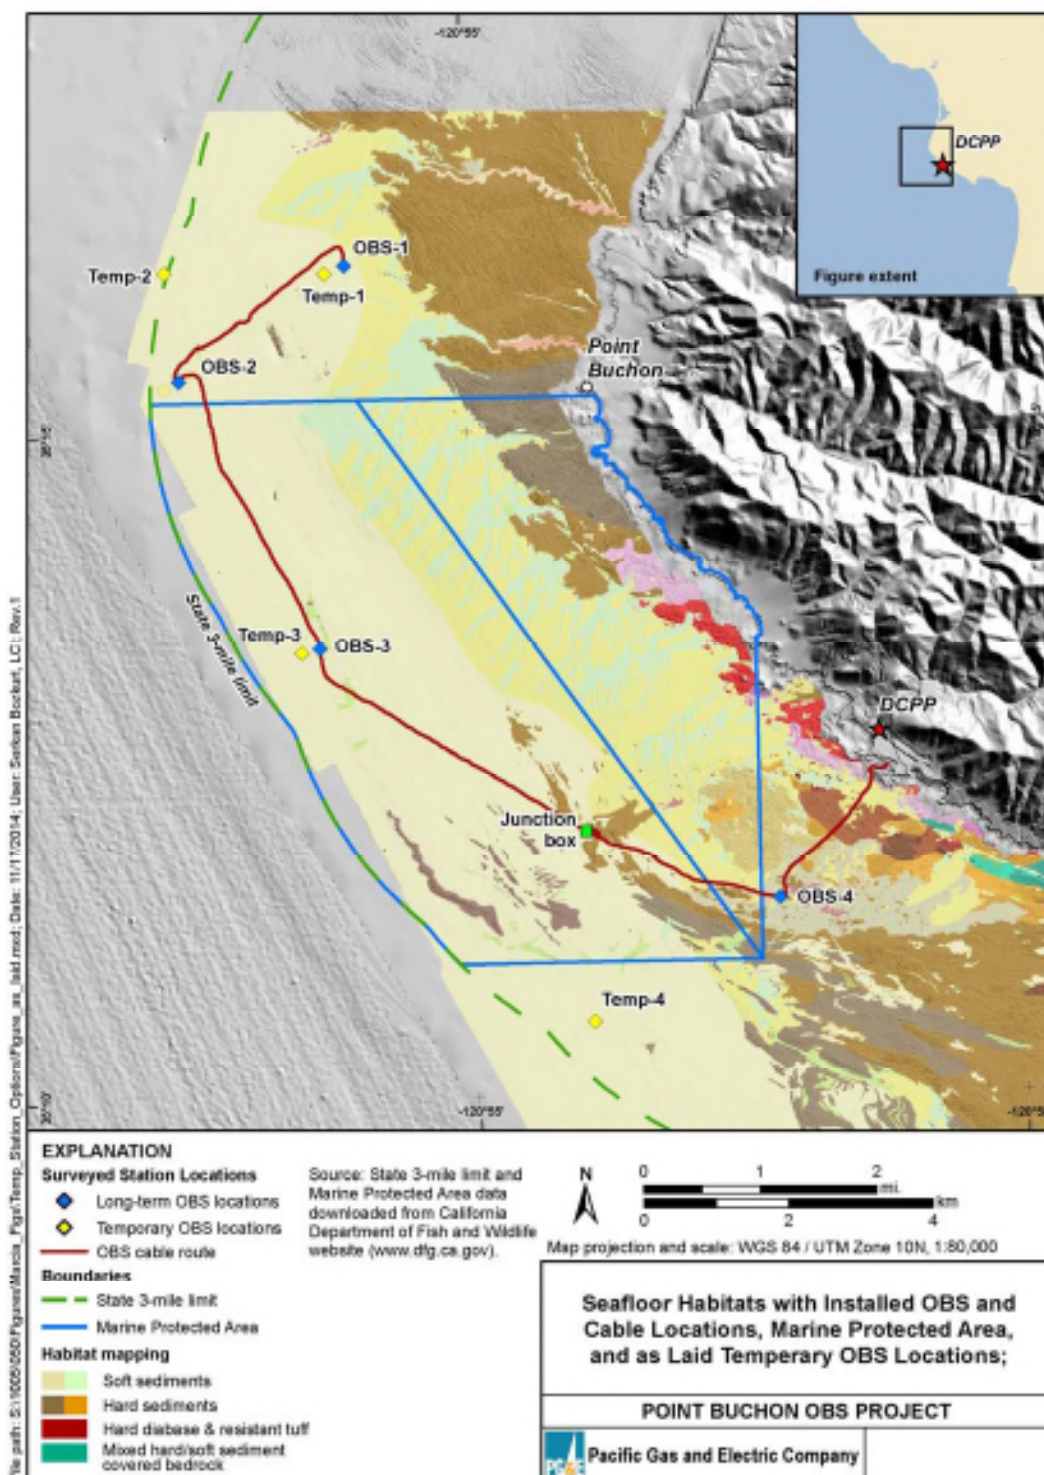 -120°55'
DCPP
Figure extent
OBS-1
Temp-2
Temp-1
Point
Buchon
OBS-2
State 3-mile limit
Temp-3
OBS-3
DCPP
Junction
box
OBS-4
Temp-4
-120°55'
EXPLANATION
Surveyed Station Locations
Long-term OBS locations
Temporary OBS locations
OBS cable route
Boundaries
State 3-mile limit
Marine Protected Area
Habitat mapping
Soft sediments
Hard sediments
Hard diabase & resistant tuff
Mixed hard/soft sediment
covered bedrock
Source: State 3-mile limit and
Marine Protected Area data
downloaded from California
Department of Fish and Wildlife
website (www.dfg.ca.gov).
N
0 1 2
mi.
km
0 2 4
Map projection and scale: WGS 84 / UTM Zone 10N, 1:80,000
Seafloor Habitats with Installed OBS and
Cable Locations, Marine Protected Area,
and as Laid Temperary OBS Locations;
POINT BUCHON OBS PROJECT
PG&E
Pacific Gas and Electric Company